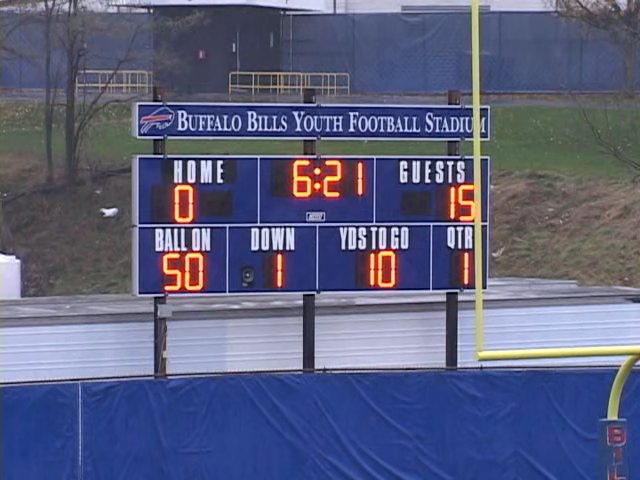 BUFFALO BILLS YOUTH FOOTBALL STADIUM
HOME 6:21 GUESTS
0 15
BALL ON DOWN YDS TO GO QTR
50 1 10 1
BIL